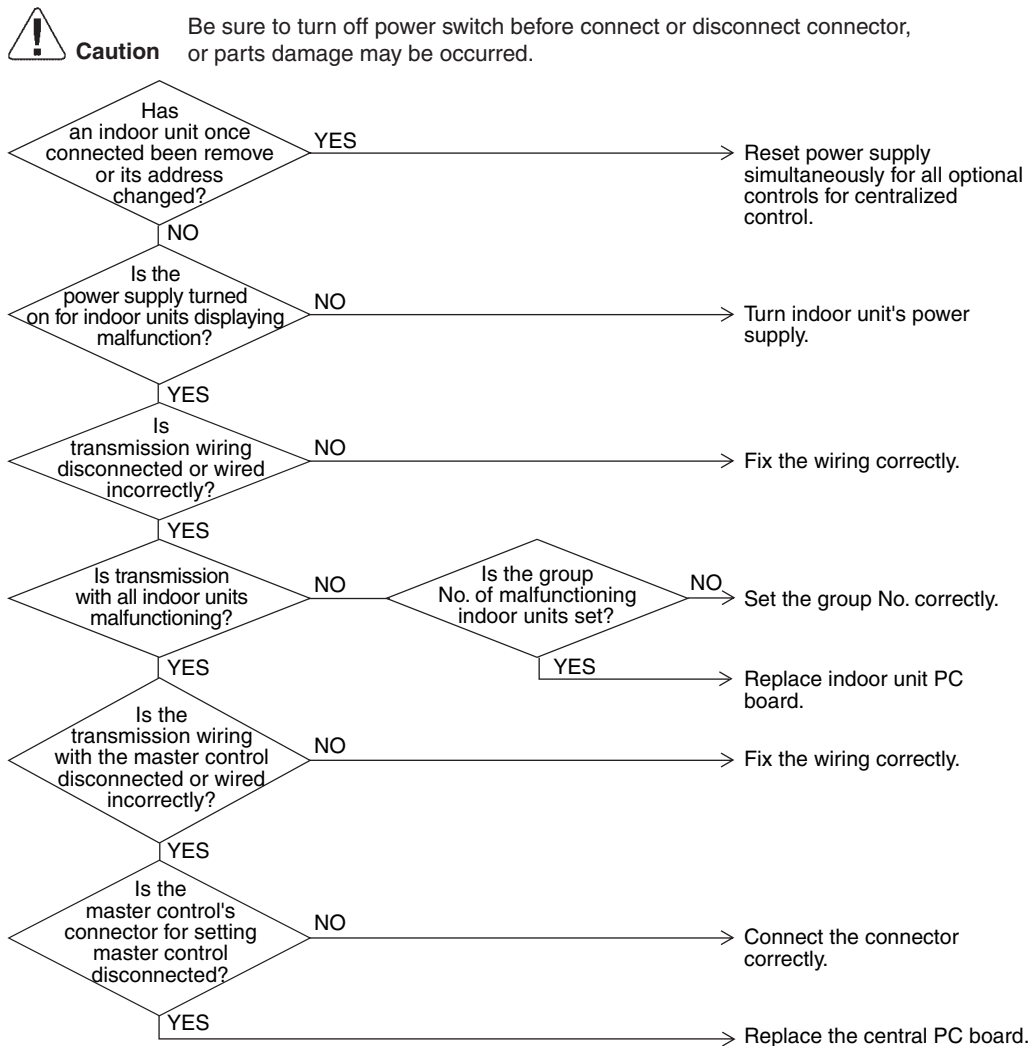 Caution
Be sure to turn off power switch before connect or disconnect connector,
or parts damage may be occurred.
Has
an indoor unit once
connected been remove
or its address
changed?
YES
Reset power supply
simultaneously for all optional
controls for centralized
control.
NO
Is the
power supply turned
on for indoor units displaying
malfunction?
NO
Turn indoor unit's power
supply.
YES
Is
transmission wiring
disconnected or wired
incorrectly?
NO
Fix the wiring correctly.
YES
Is transmission
with all indoor units
malfunctioning?
NO
Is the group
No. of malfunctioning
indoor units set?
NO
Set the group No. correctly.
YES
Replace indoor unit PC
board.
YES
Is the
transmission wiring
with the master control
disconnected or wired
incorrectly?
NO
Fix the wiring correctly.
YES
Is the
master control's
connector for setting
master control
disconnected?
NO
Connect the connector
correctly.
YES
Replace the central PC board.